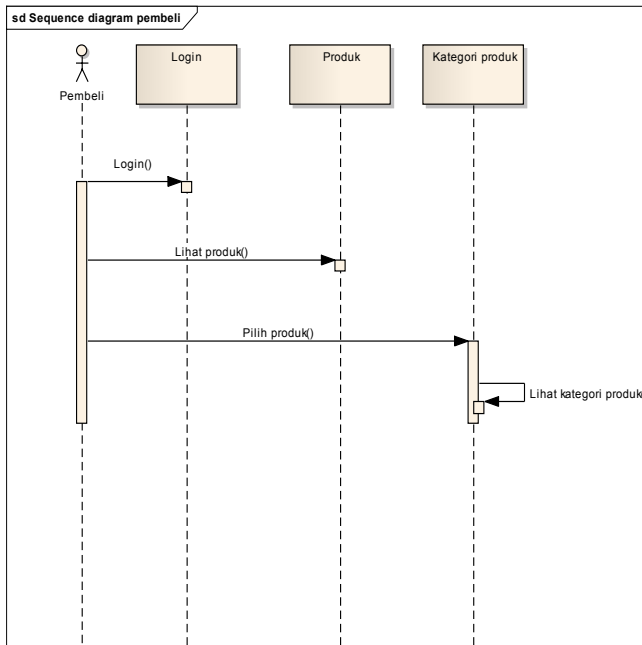 sd Sequence diagram pembeli
Pembeli
Login
Produk
Kategori produk
Login()
Lihat produk()
Pilih produk()
Lihat kategori produk(